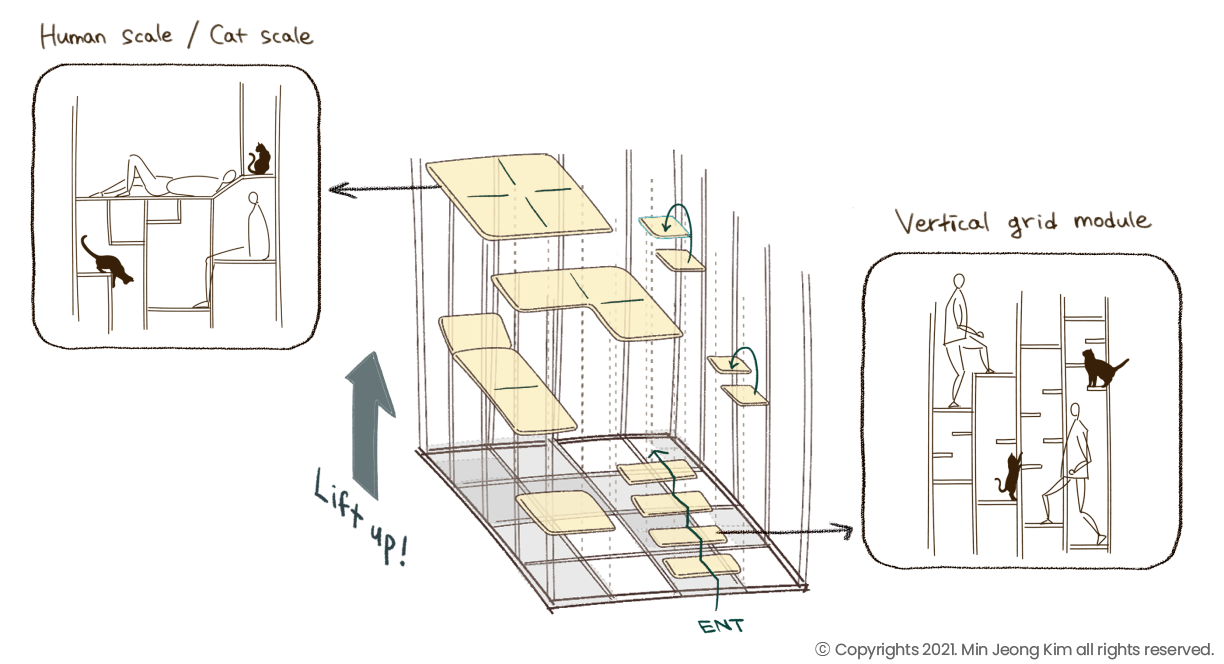 Human scale / Cat scale
Vertical grid module
Lift up!
ENT
© Copyrights 2021. Min Jeong Kim all rights reserved.